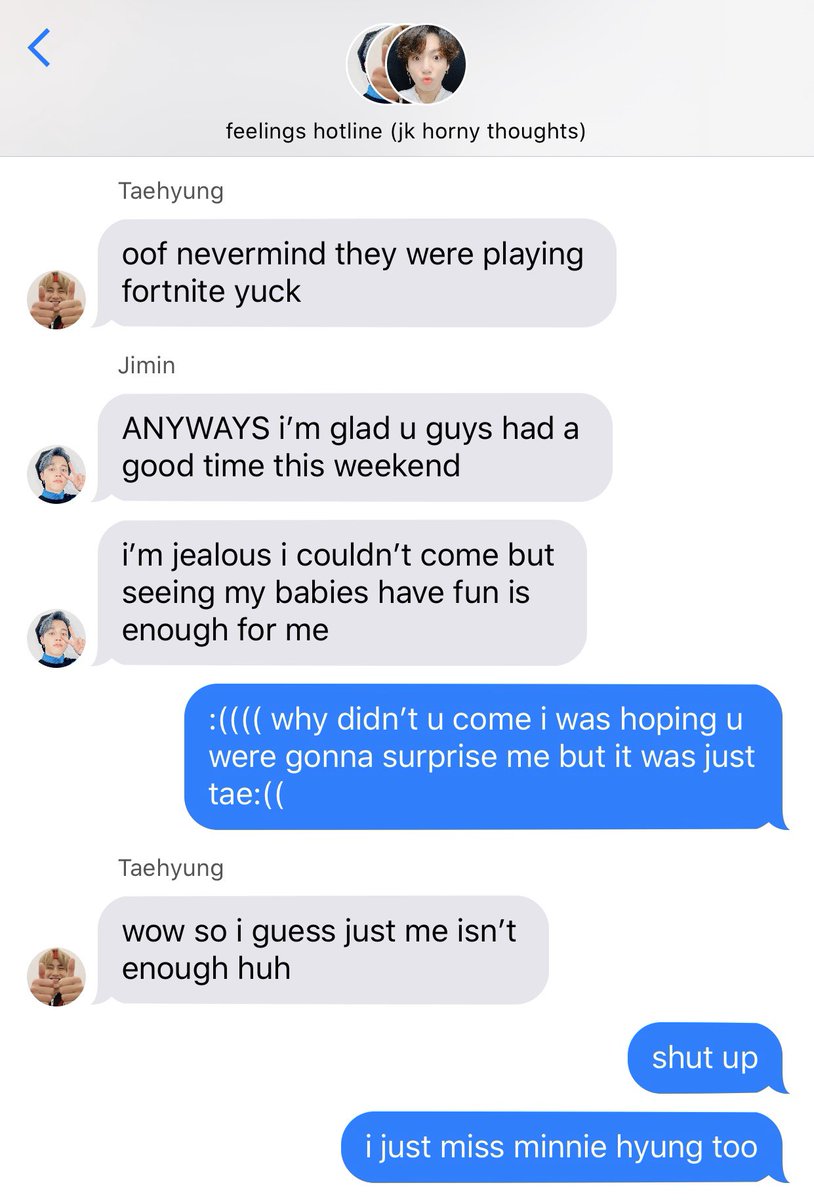 feelings hotline (jk horny thoughts)
Taehyung
oof nevermind they were playing
fortnite yuck
Jimin
ANYWAYS i’m glad u guys had a
good time this weekend
i’m jealous i couldn’t come but
seeing my babies have fun is
enough for me
:(((( why didn’t u come i was hoping u
were gonna surprise me but it was just
tae:((
Taehyung
wow so i guess just me isn’t
enough huh
shut up
i just miss minnie hyung too